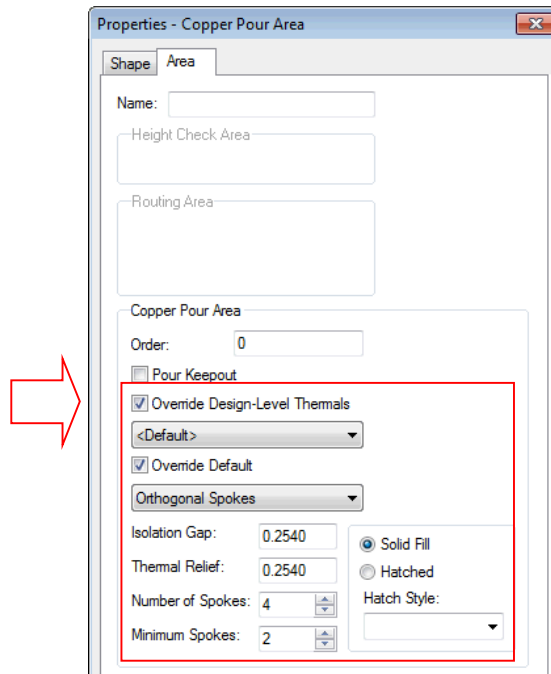 Properties - Copper Pour Area
Shape Area
Name:
Height Check Area
Routing Area
Copper Pour Area
Order: 0
Pour Keepout
Override Design-Level Thermals
<Default>
Override Default
Orthogonal Spokes
Isolation Gap: 0.2540
Solid Fill
Thermal Relief: 0.2540
Hatched
Number of Spokes: 4
Hatch Style:
Minimum Spokes: 2